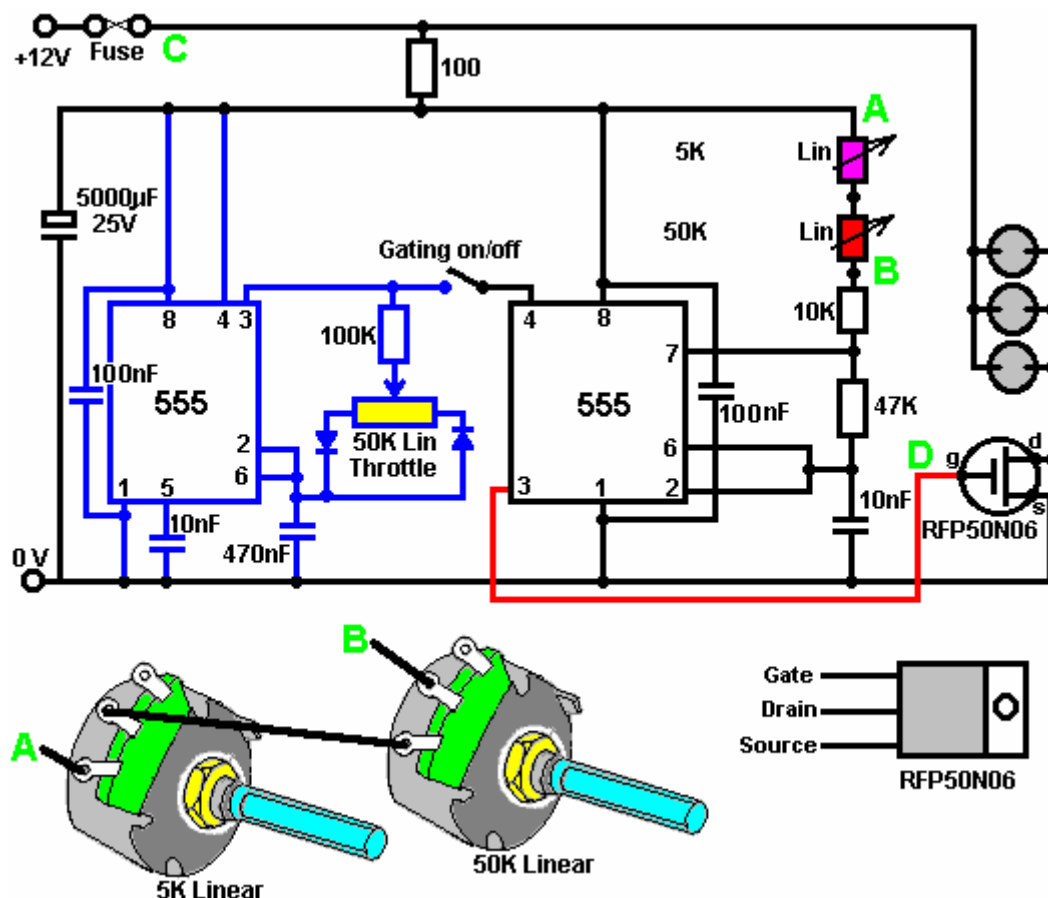 +12V
Fuse
C
100
A
5K
Lin
5000µF
25V
50K
Lin
B
Gating on/off
8
4
3
100K
4
8
10K
7
100nF
555
555
100nF
47K
50K Lin
Throttle
2
6
6
2
3
1
5
1
10nF
470nF
10nF
D
g
d
s
RFP50N06
0 V
A
B
5K Linear
50K Linear
Gate
Drain
Source
RFP50N06